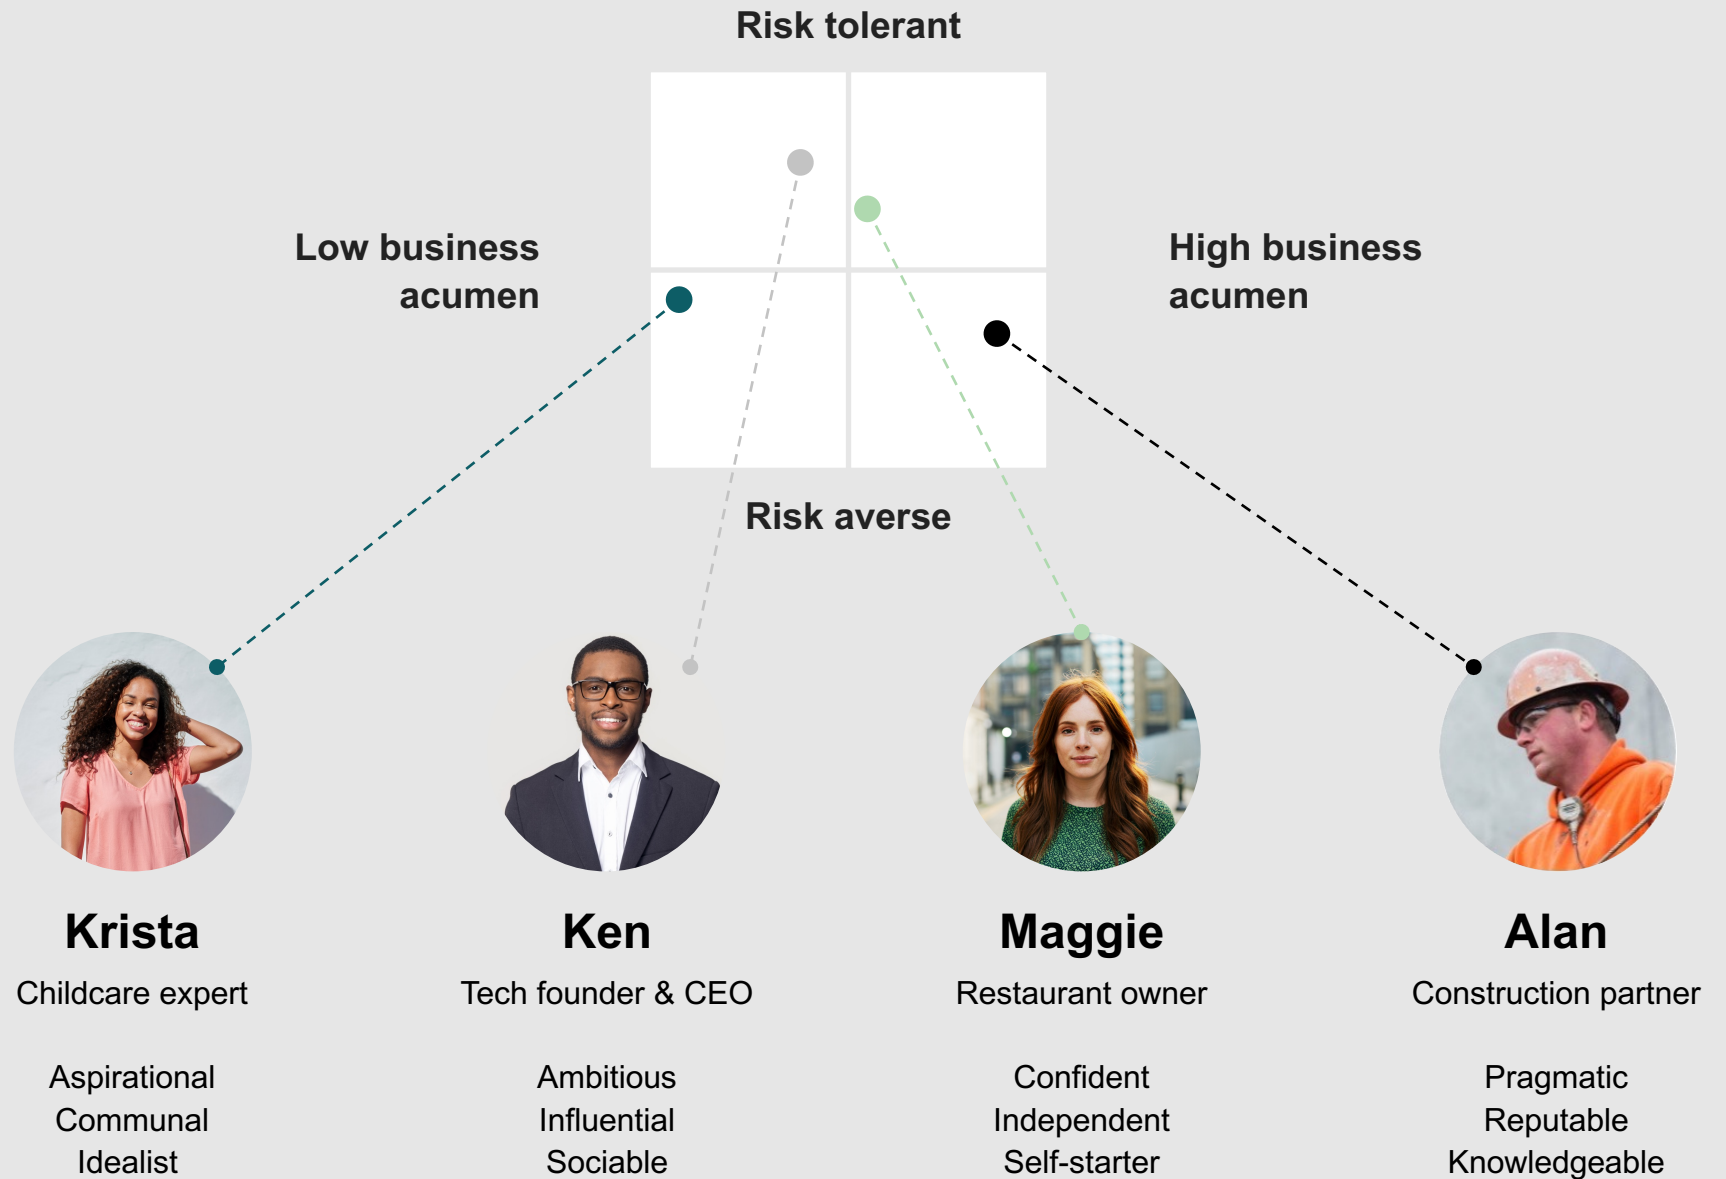 Risk tolerant
Low business
acumen
High business
acumen
Risk averse
Krista
Childcare expert
Aspirational
Communal
Idealist
Ken
Tech founder & CEO
Ambitious
Influential
Sociable
Maggie
Restaurant owner
Confident
Independent
Self-starter
Alan
Construction partner
Pragmatic
Reputable
Knowledgeable